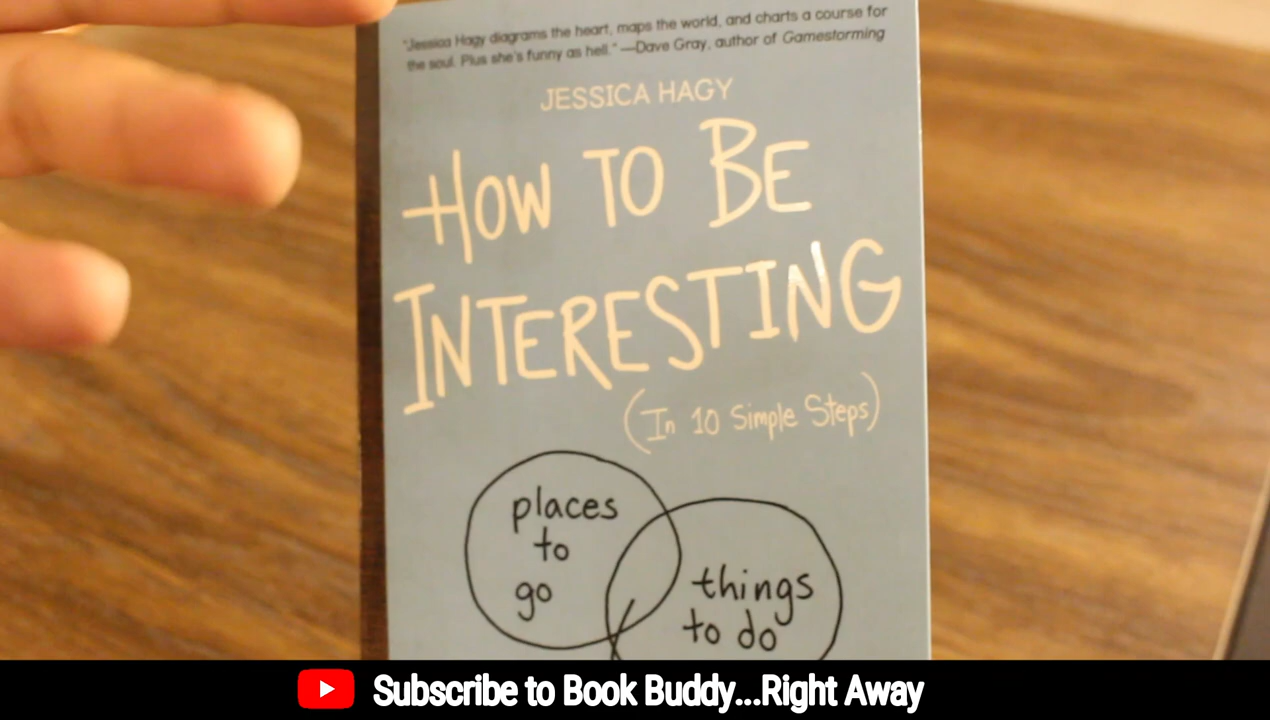 "Jessica Hagy diagrams the heart, maps the world, and charts a course for
the soul. Plus she's funny as hell." —Dave Gray, author of Gamestorming
JESSICA HAGY
HOW TO BE
INTERESTING
(In 10 Simple Steps)
places
to
go
things
to do
Subscribe to Book Buddy...Right Away